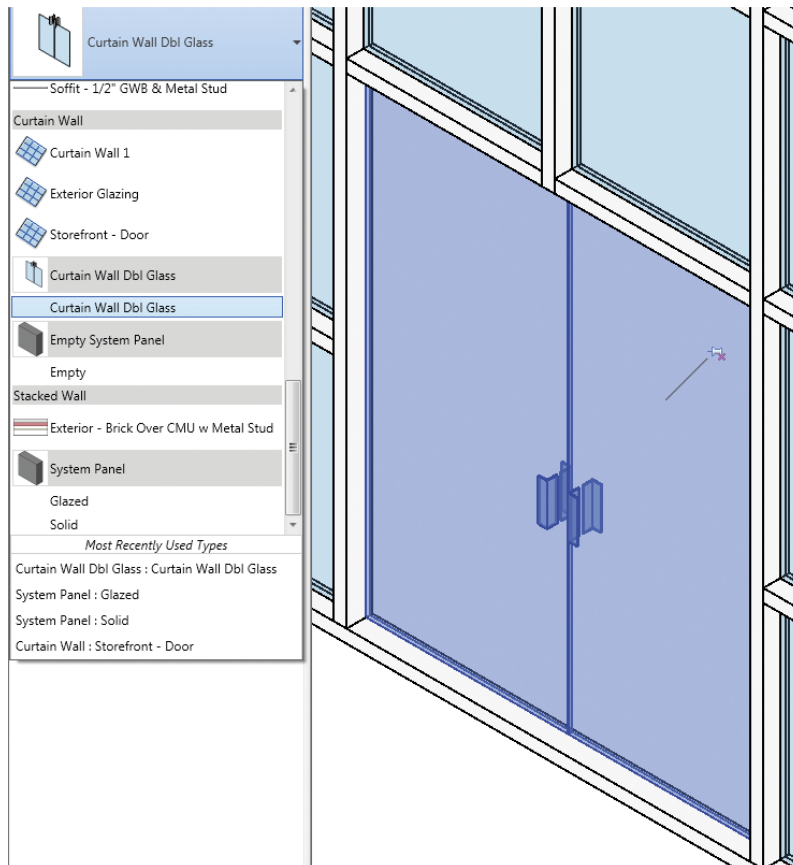 Curtain Wall Dbl Glass
Soffit - 1/2" GWB & Metal Stud
Curtain Wall
Curtain Wall 1
Exterior Glazing
Storefront - Door
Curtain Wall Dbl Glass
Curtain Wall Dbl Glass
Empty System Panel
Empty
Stacked Wall
Exterior - Brick Over CMU w Metal Stud
System Panel
Glazed
Solid
Most Recently Used Types
Curtain Wall Dbl Glass : Curtain Wall Dbl Glass
System Panel : Glazed
System Panel : Solid
Curtain Wall : Storefront - Door